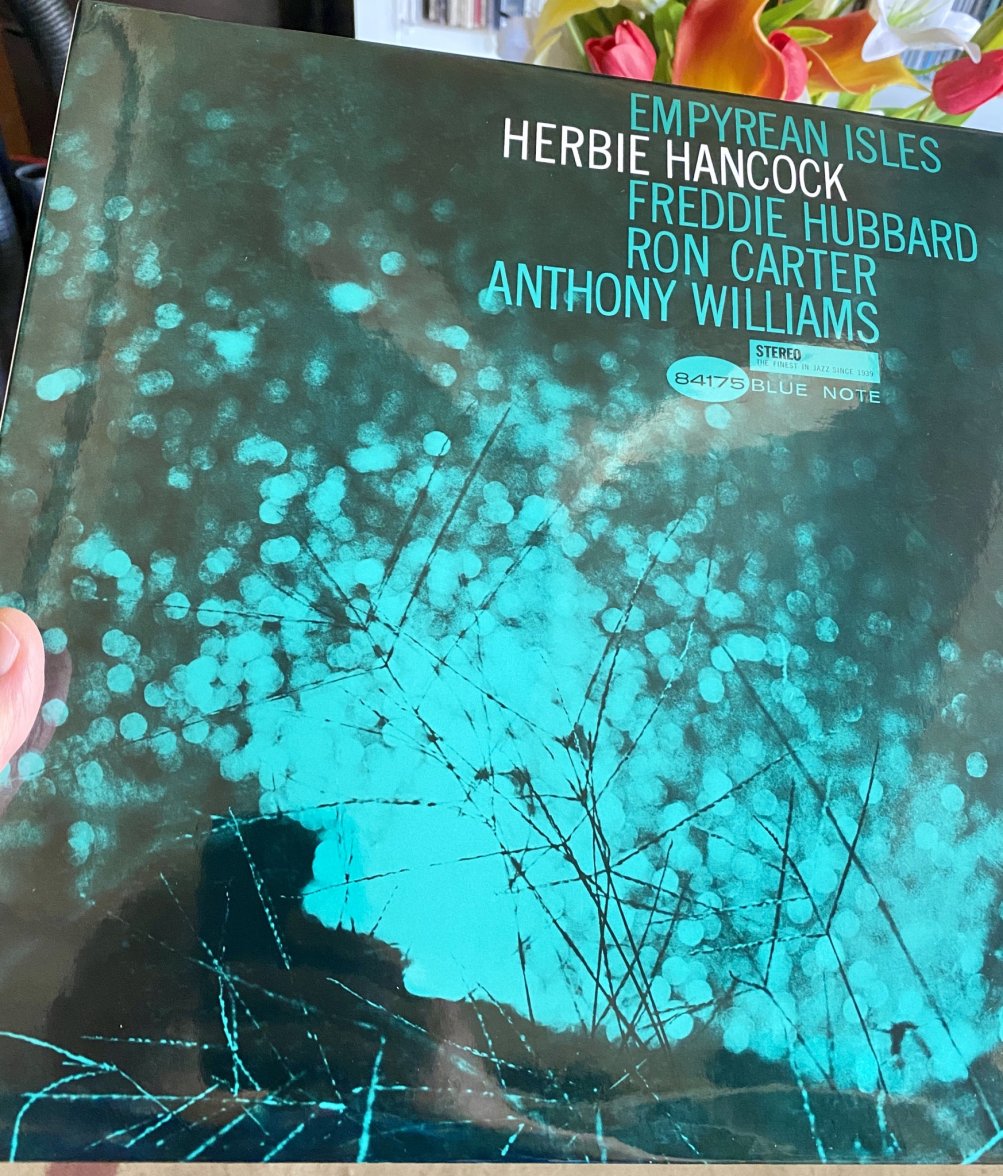 EMPYREAN ISLES
HERBIE HANCOCK
FREDDIE HUBBARD
RON CARTER
ANTHONY WILLIAMS
STEREO
THE FINEST IN JAZZ SINCE 1939
84175 BLUE NOTE